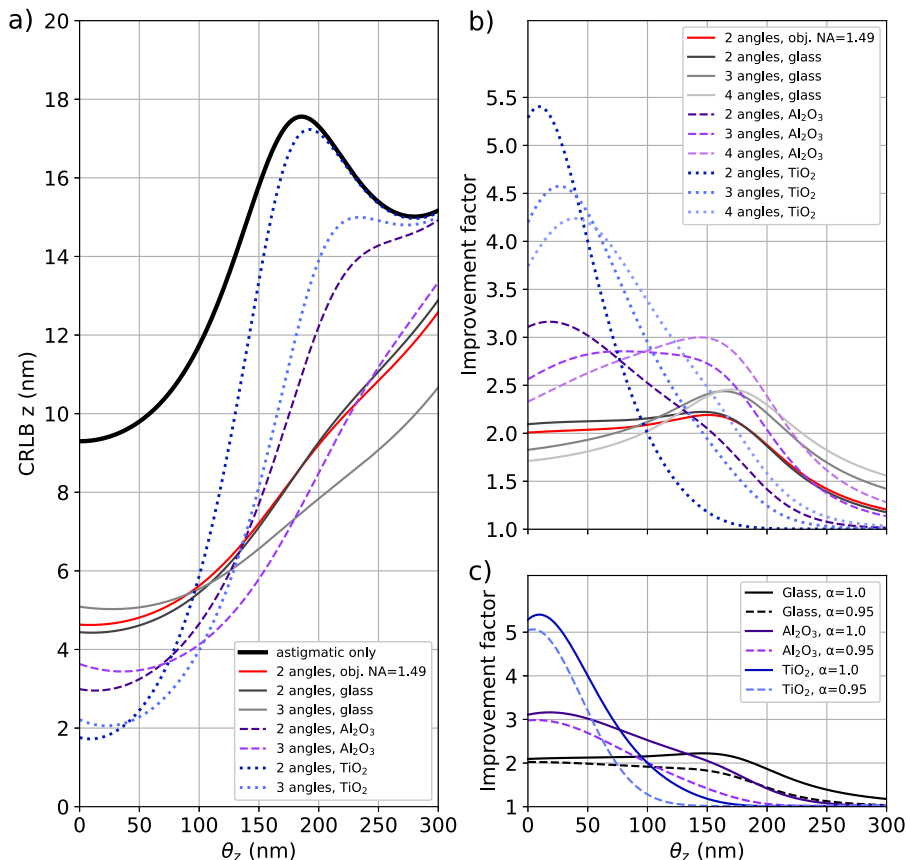 a)
CRLB z (nm)
20
18
16
14
12
10
8
6
4
2
0
0 50 100 150 200 250 300
θz (nm)
astigmatic only
2 angles, obj. NA=1.49
2 angles, glass
3 angles, glass
2 angles, Al₂O₃
3 angles, Al₂O₃
2 angles, TiO₂
3 angles, TiO₂
b)
Improvement factor
5.5
5.0
4.5
4.0
3.5
3.0
2.5
2.0
1.5
1.0
0 50 100 150 200 250 300
2 angles, obj. NA=1.49
2 angles, glass
3 angles, glass
4 angles, glass
2 angles, Al₂O₃
3 angles, Al₂O₃
4 angles, Al₂O₃
2 angles, TiO₂
3 angles, TiO₂
4 angles, TiO₂
c)
Improvement factor
5
4
3
2
1
0 50 100 150 200 250 300
θz (nm)
Glass, α=1.0
Glass, α=0.95
Al₂O₃, α=1.0
Al₂O₃, α=0.95
TiO₂, α=1.0
TiO₂, α=0.95